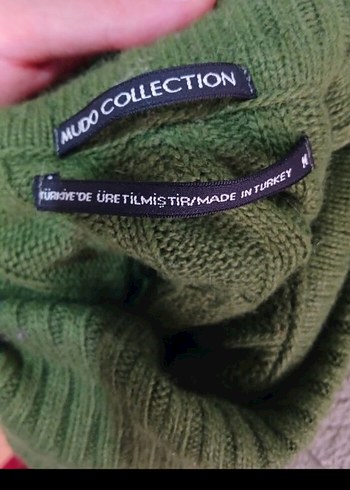 MUDO COLLECTION
TÜRKİYE'DE ÜRETİLMİŞTİR/MADE IN TURKEY
M